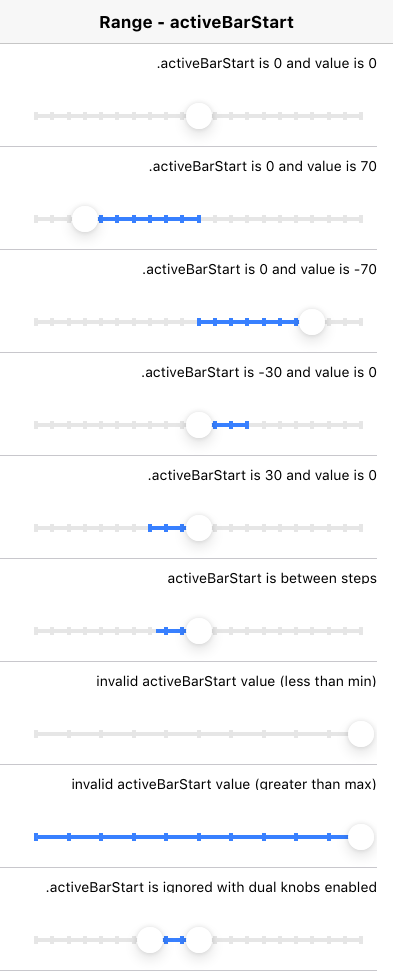 Range - activeBarStart
.activeBarStart is 0 and value is 0
.activeBarStart is 0 and value is 70
.activeBarStart is 0 and value is -70
.activeBarStart is -30 and value is 0
.activeBarStart is 30 and value is 0
activeBarStart is between steps
invalid activeBarStart value (less than min)
invalid activeBarStart value (greater than max)
.activeBarStart is ignored with dual knobs enabled